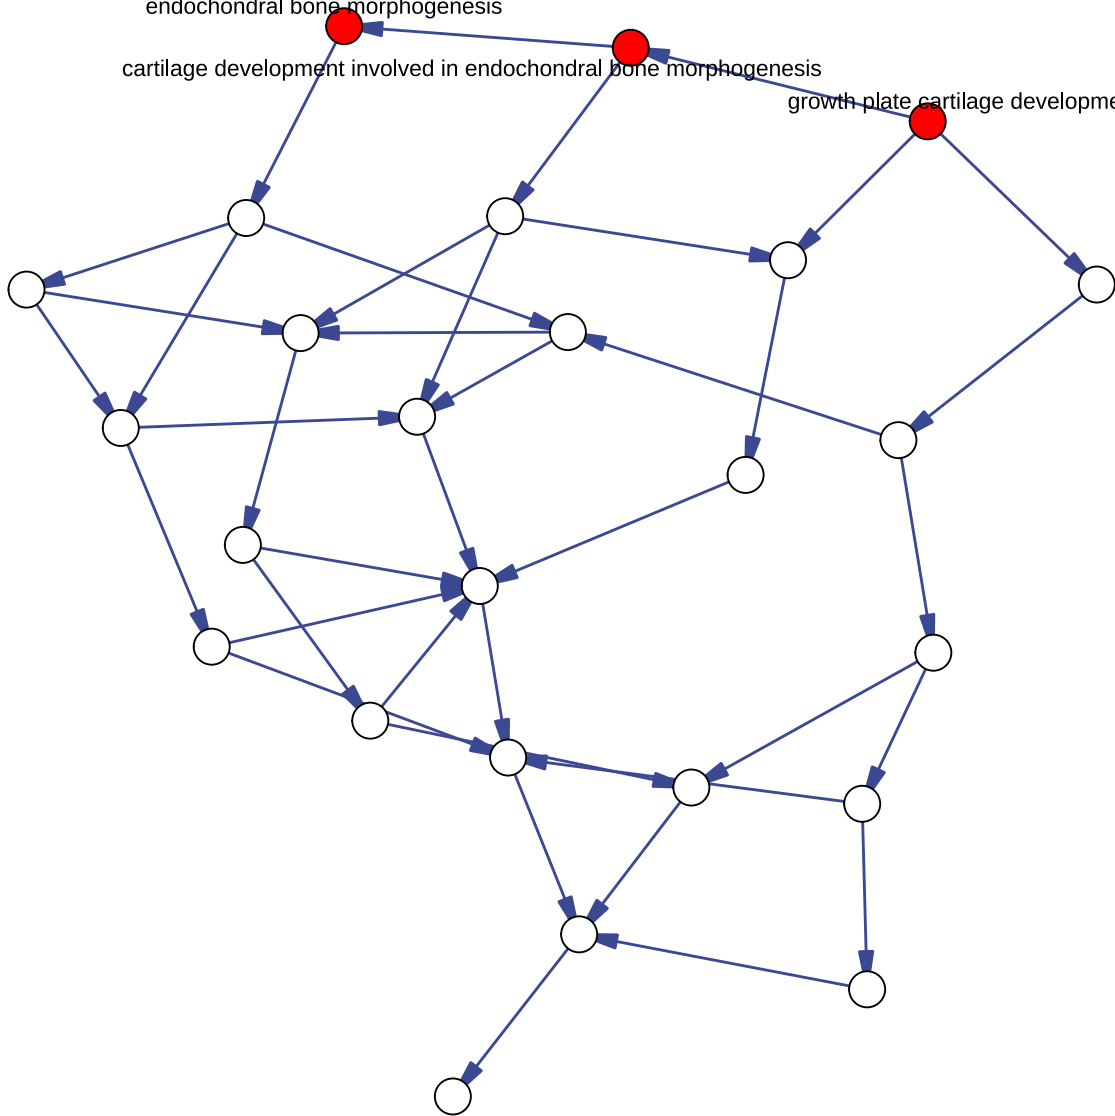 endochondral bone morphogenesis
cartilage development involved in endochondral bone morphogenesis
growth plate cartilage developme